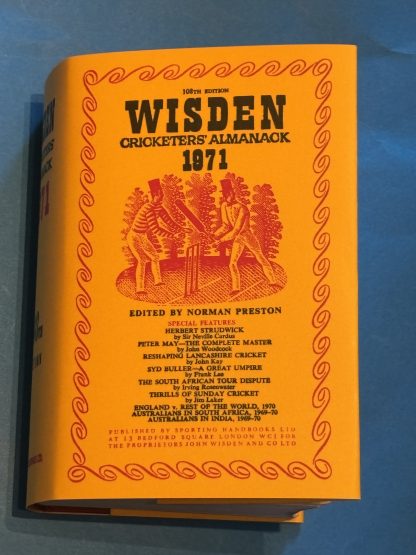 108TH EDITION
WISDEN
CRICKETERS' ALMANACK
1971
EDITED BY NORMAN PRESTON
SPECIAL FEATURES
HERBERT STRUDWICK
by Sir Neville Cardus
PETER MAY—THE COMPLETE MASTER
by John Woodcock
RESHAPING LANCASHIRE CRICKET
by John Kay
SYD BULLER—A GREAT UMPIRE
by Frank Lee
THE SOUTH AFRICAN TOUR DISPUTE
by Irving Rosenwater
THRILLS OF SUNDAY CRICKET
by Jim Laker
ENGLAND v. REST OF THE WORLD, 1970
AUSTRALIANS IN SOUTH AFRICA, 1969-70
AUSTRALIANS IN INDIA, 1969-70
PUBLISHED BY SPORTING HANDBOOKS LTD
AT 13 BEDFORD SQUARE LONDON WC1 FOR
THE PROPRIETORS JOHN WISDEN AND CO LTD